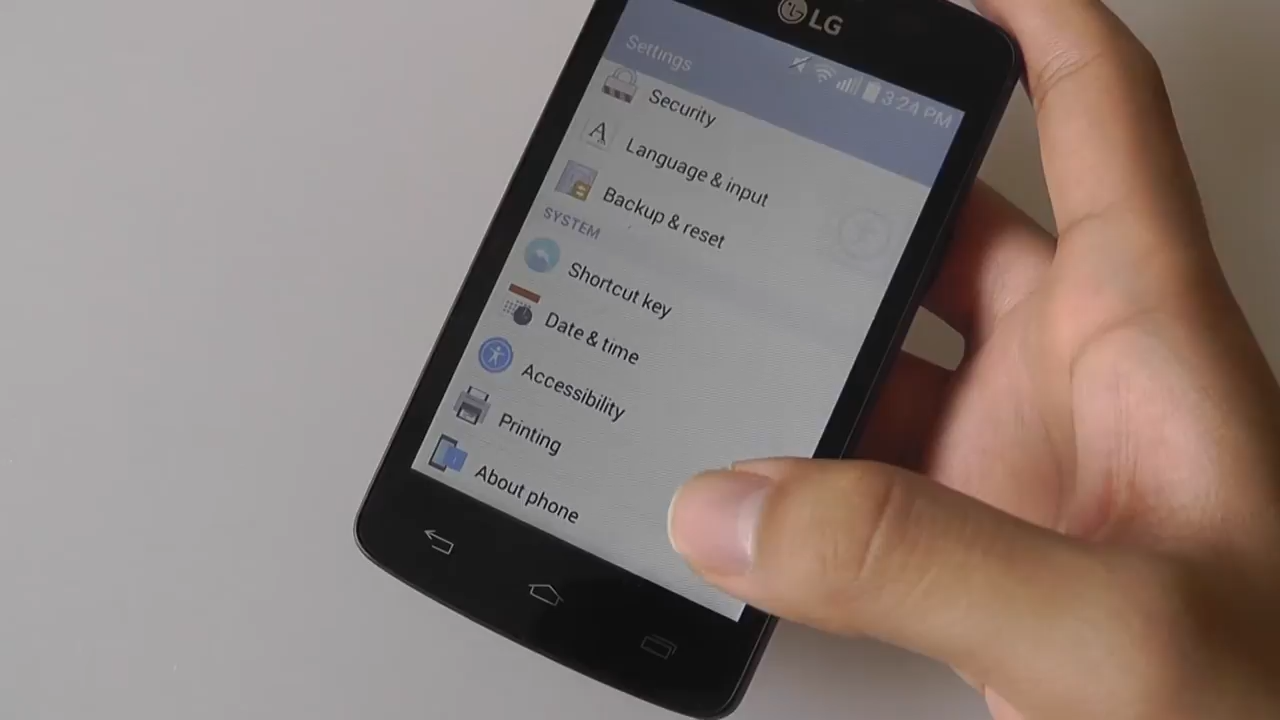 LG
Settings
3:24 PM
Security
A
Language & input
Backup & reset
SYSTEM
Shortcut key
Date & time
Accessibility
Printing
About phone